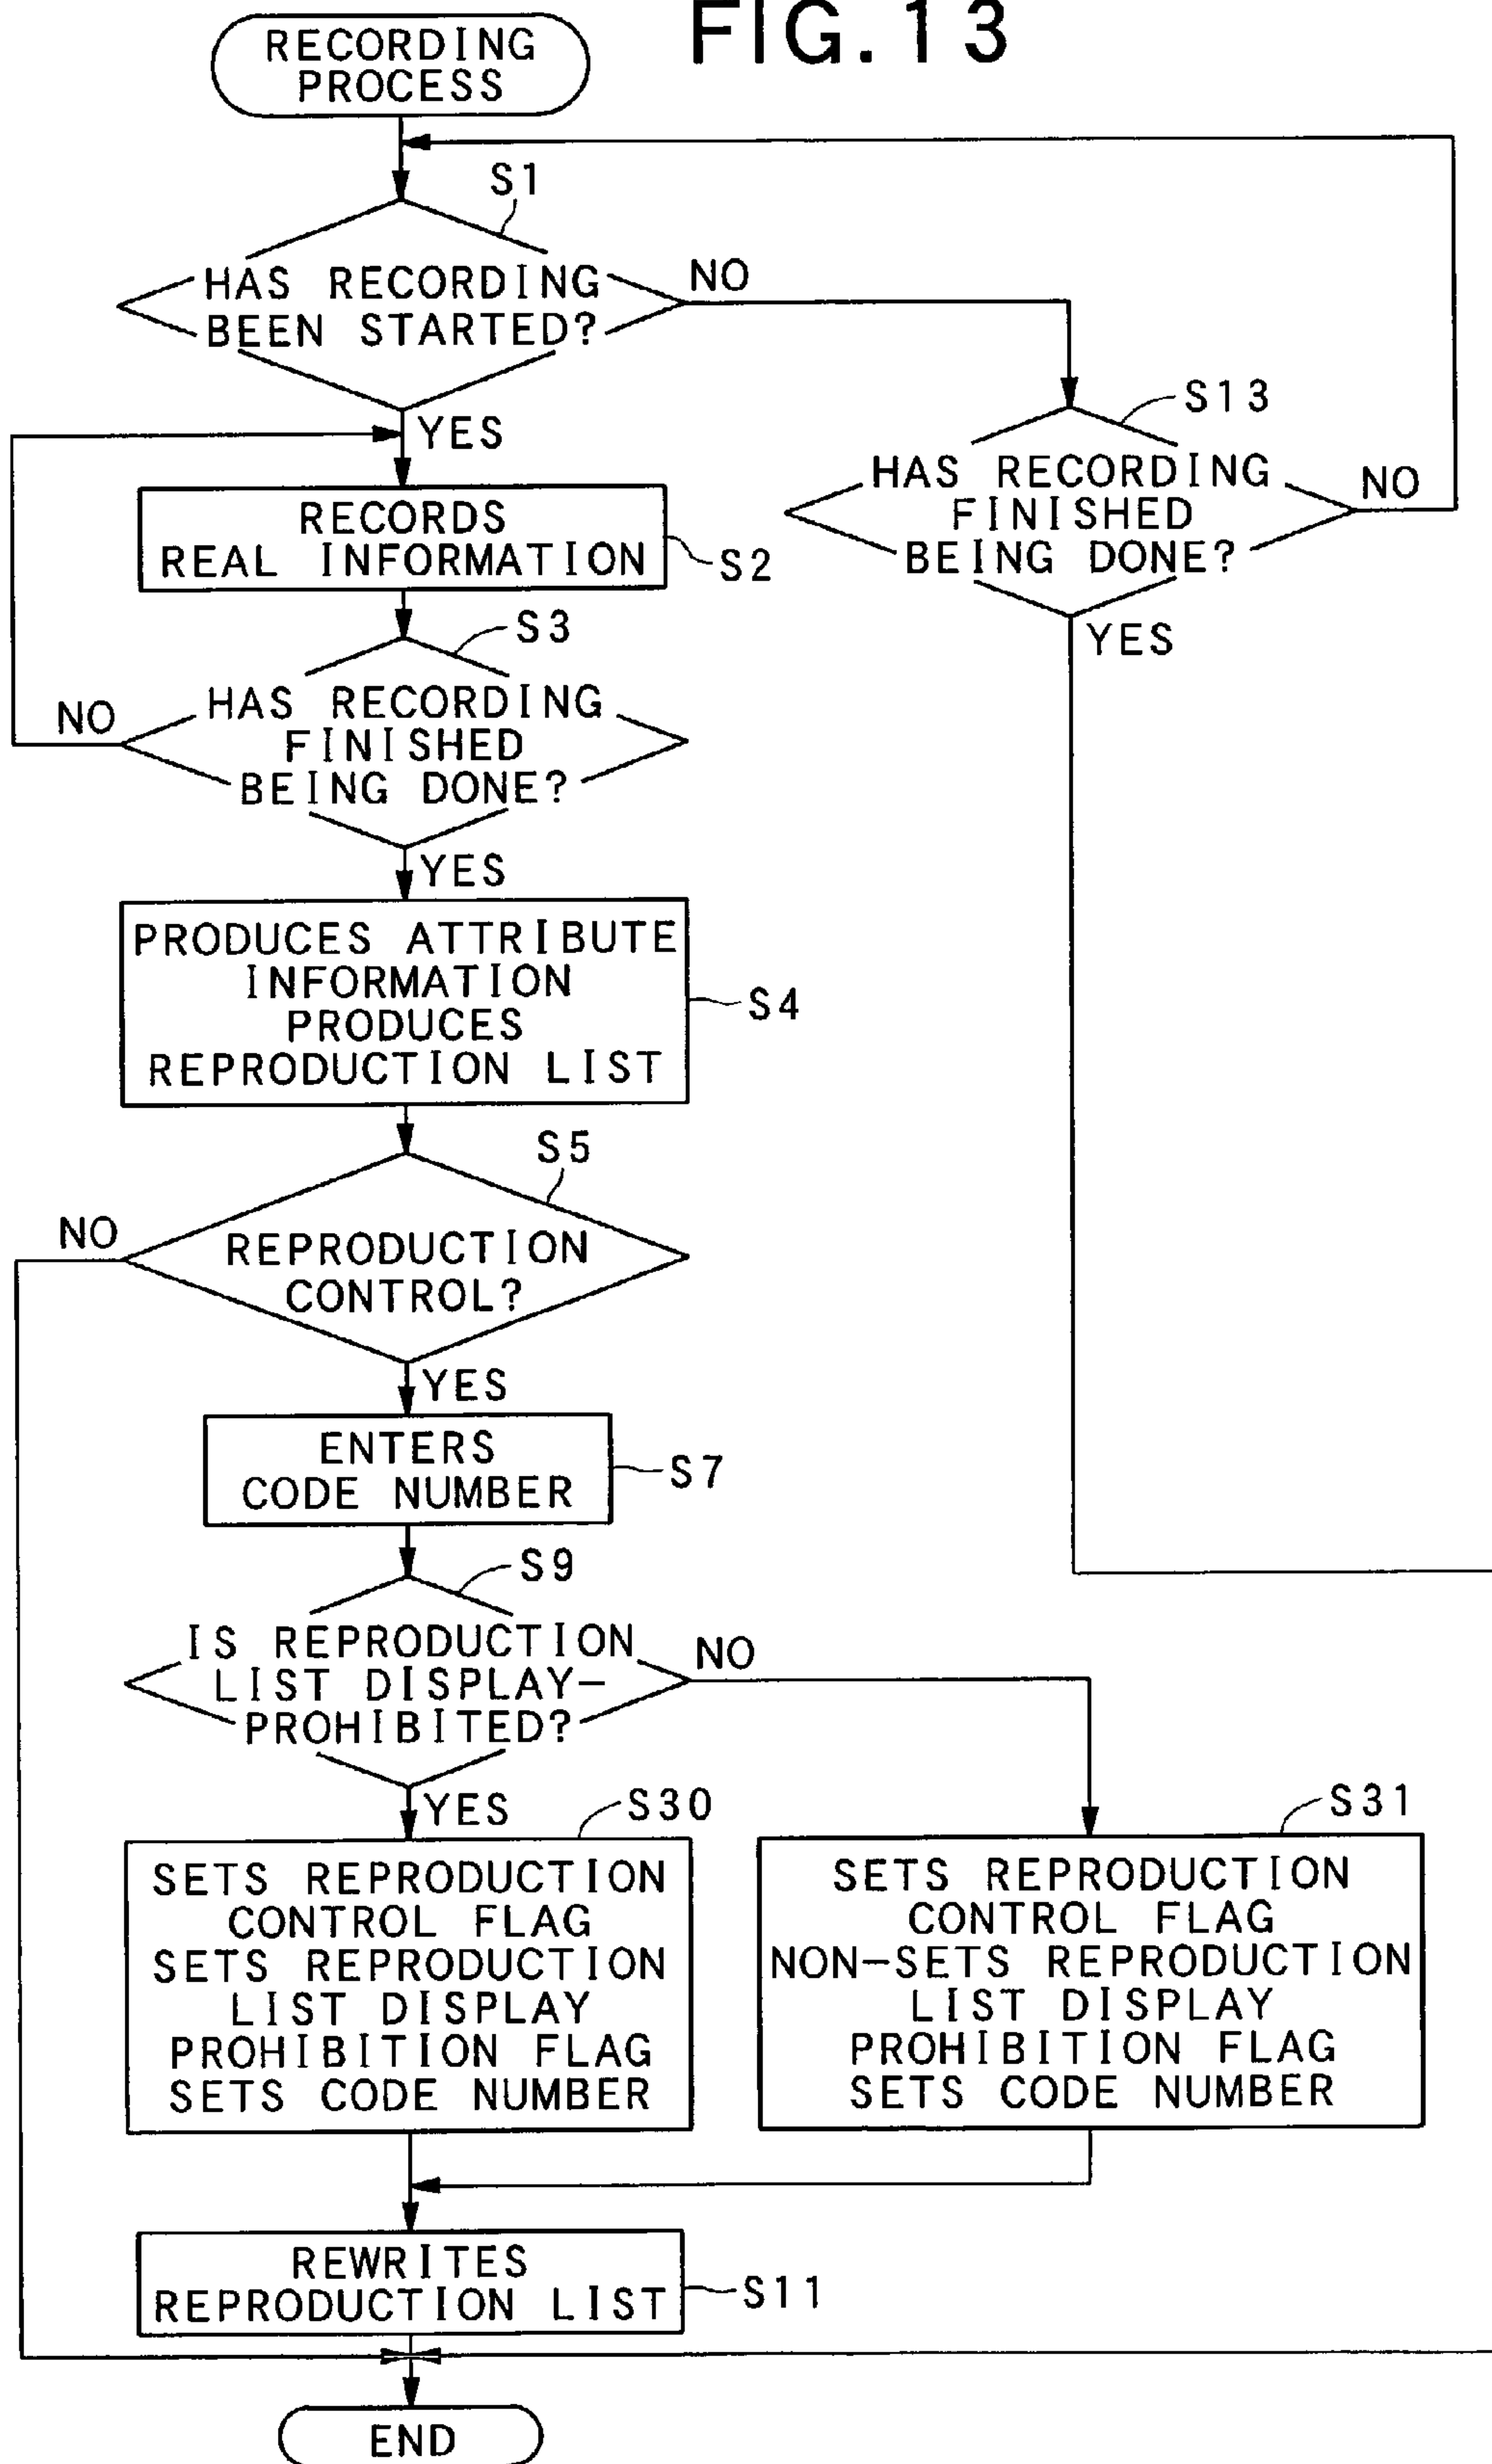 FIG.13
RECORDING
PROCESS
S1
HAS RECORDING
BEEN STARTED?
NO
YES
S13
HAS RECORDING
FINISHED
BEING DONE?
NO
YES
RECORDS
REAL INFORMATION
S2
S3
HAS RECORDING
FINISHED
BEING DONE?
NO
YES
PRODUCES ATTRIBUTE
INFORMATION
PRODUCES
REPRODUCTION LIST
S4
S5
REPRODUCTION
CONTROL?
NO
YES
ENTERS
CODE NUMBER
S7
S9
IS REPRODUCTION
LIST DISPLAY-
PROHIBITED?
NO
YES
S30
SETS REPRODUCTION
CONTROL FLAG
SETS REPRODUCTION
LIST DISPLAY
PROHIBITION FLAG
SETS CODE NUMBER
S31
SETS REPRODUCTION
CONTROL FLAG
NON-SETS REPRODUCTION
LIST DISPLAY
PROHIBITION FLAG
SETS CODE NUMBER
REWRITES
REPRODUCTION LIST
S11
END